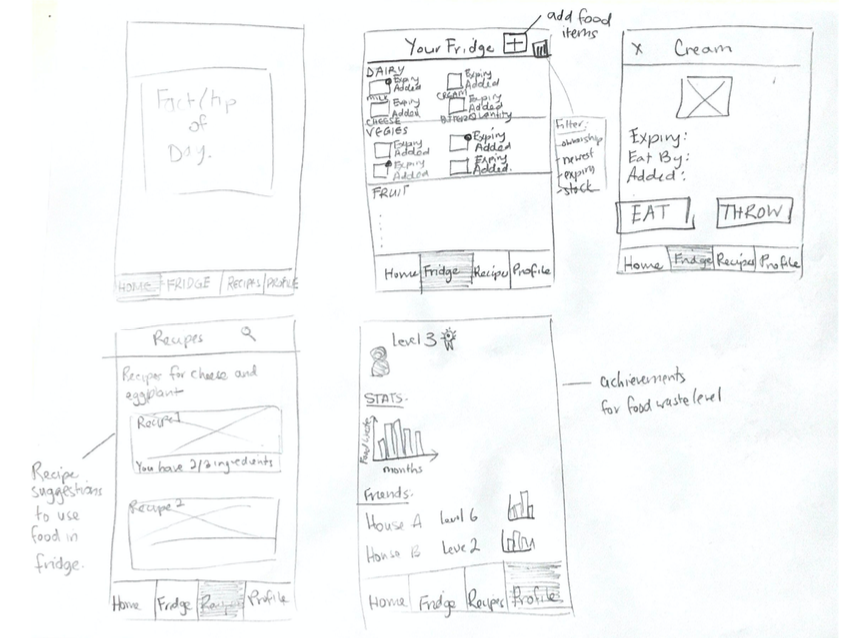 Fact/tip
of
Day.
HOME FRIDGE RECIPES PROFILE
add food
items
Your Fridge +
DAIRY
Expiry
Added
MILK
Expiry
Added
CREAM
Expiry
Added
CHEESE
Added
Quantity
BUTTER
VEGIES
Expiry
Added
Expiry
Added
Expiry
Added
Expiry
Added.
FRUIT
Home Fridge Recipe Profile
Filter:
ownership
- newest
- expiry
- stock
X Cream
Expiry:
Eat By:
Added:
EAT THROW
Home Fridge Recipes Profile
Recipes
Recipes for cheese and
eggplant
Recipe 1
You have 2/2 ingredients
Recipe 2
Home Fridge Recipes Profile
Recipe
suggestions
to use
food in
fridge.
Level 3
STATS.
Food waste
months
Friends.
House A Level 6
House B Leve 2
Home Fridge Recipes Profile
achievements
for food waste level